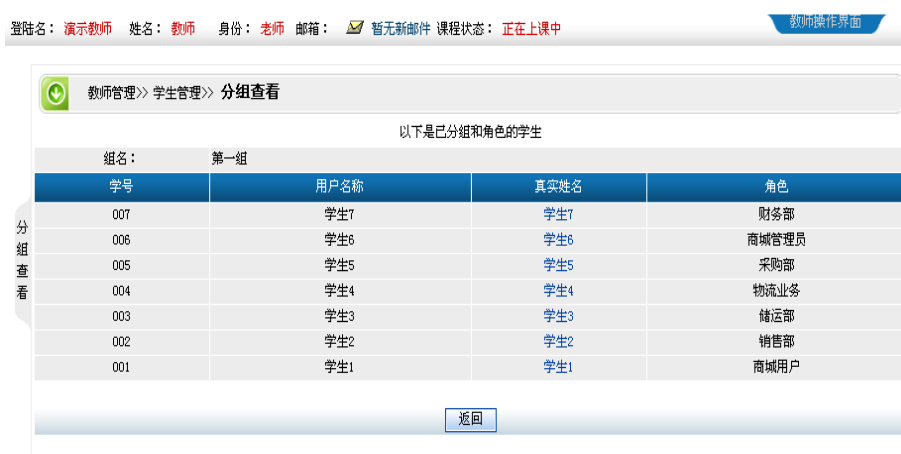 登陆名： 演示教师 姓名： 教师 身份： 老师 邮箱： 暂无新邮件 课程状态： 正在上课中
教师操作界面
教师管理>> 学生管理>> 分组查看
以下是已分组和角色的学生
组名： 第一组
学号 用户名称 真实姓名 角色
007 学生7 学生7 财务部
006 学生6 学生6 商城管理员
005 学生5 学生5 采购部
004 学生4 学生4 物流业务
003 学生3 学生3 储运部
002 学生2 学生2 销售部
001 学生1 学生1 商城用户
分组查看
返回